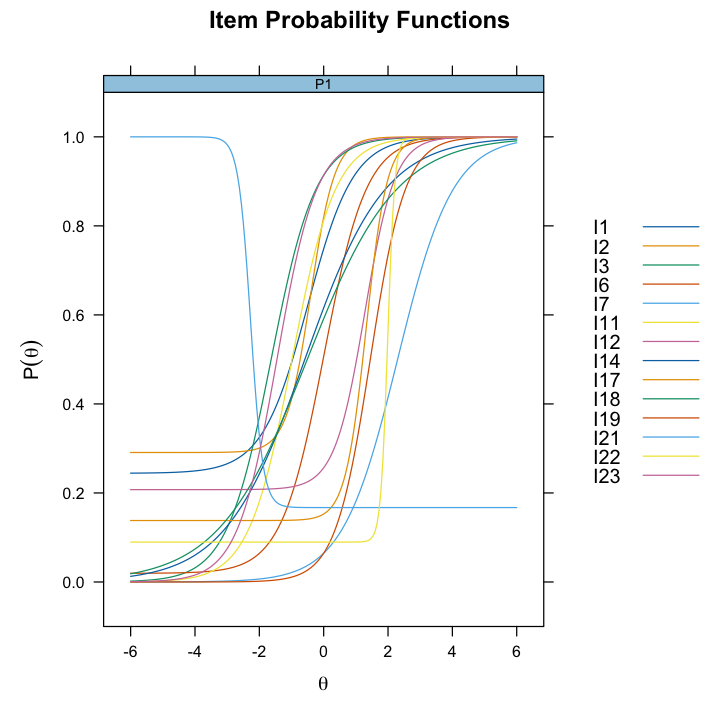 Item Probability Functions
P1
1.0
0.8
0.6
0.4
0.2
0.0
P(θ)
-6 -4 -2 0 2 4 6
θ
I1
I2
I3
I6
I7
I11
I12
I14
I17
I18
I19
I21
I22
I23